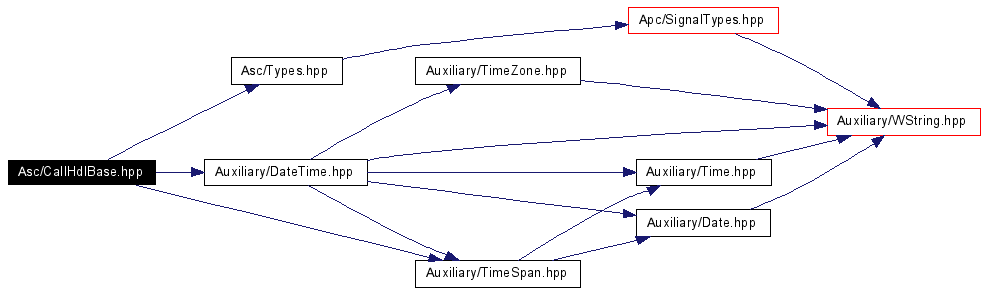 Apc/SignalTypes.hpp
Asc/Types.hpp
Auxiliary/TimeZone.hpp
Auxiliary/WString.hpp
Asc/CallHdlBase.hpp
Auxiliary/DateTime.hpp
Auxiliary/Time.hpp
Auxiliary/Date.hpp
Auxiliary/TimeSpan.hpp